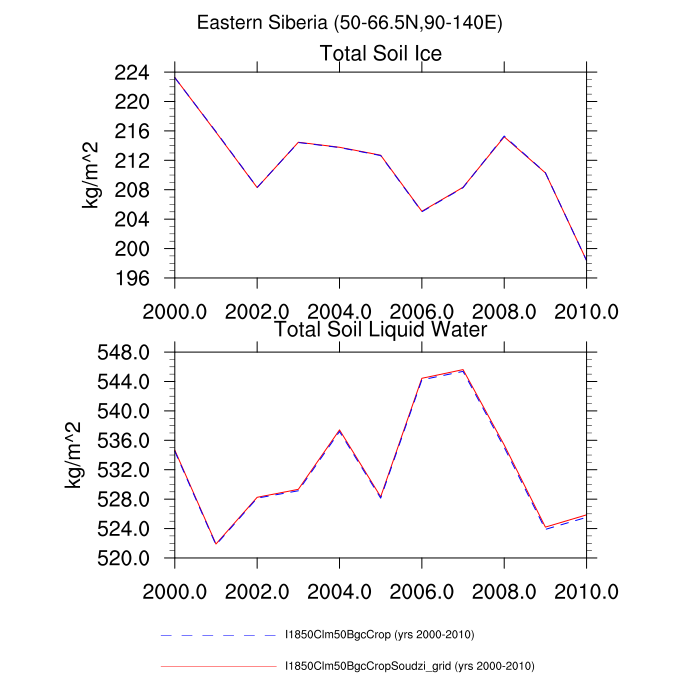 Eastern Siberia (50-66.5N,90-140E)
Total Soil Ice
224
220
216
212
208
204
200
196
kg/m^2
2000.0 2002.0 2004.0 2006.0 2008.0 2010.0
Total Soil Liquid Water
548.0
544.0
540.0
536.0
532.0
528.0
524.0
520.0
kg/m^2
2000.0 2002.0 2004.0 2006.0 2008.0 2010.0
I1850Clm50BgcCrop (yrs 2000-2010)
I1850Clm50BgcCropSoudzi_grid (yrs 2000-2010)